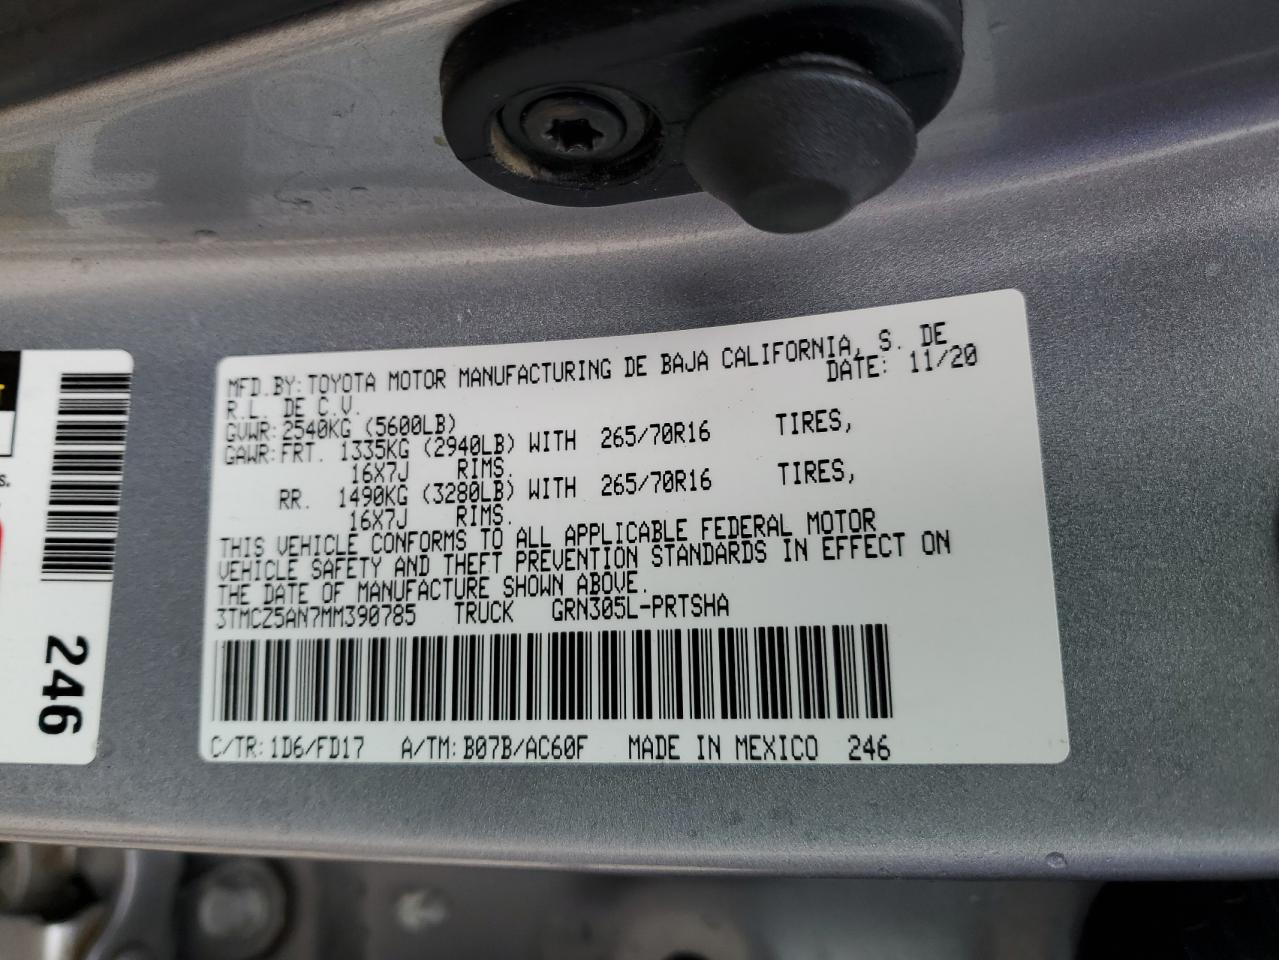 MFD.BY:TOYOTA MOTOR MANUFACTURING DE BAJA CALIFORNIA, S. DE
R.L. DE C.V. DATE: 11/20
GVWR:2540KG (5600LB)
GAWR:FRT. 1335KG (2940LB) WITH 265/70R16 TIRES,
16X7J RIMS.
RR. 1490KG (3280LB) WITH 265/70R16 TIRES,
16X7J RIMS.
THIS VEHICLE CONFORMS TO ALL APPLICABLE FEDERAL MOTOR
VEHICLE SAFETY AND THEFT PREVENTION STANDARDS IN EFFECT ON
THE DATE OF MANUFACTURE SHOWN ABOVE.
3TMCZ5AN7MM390785 TRUCK GRN305L-PRTSHA
C/TR:1D6/FD17 A/TM:B07B/AC60F MADE IN MEXICO 246
246